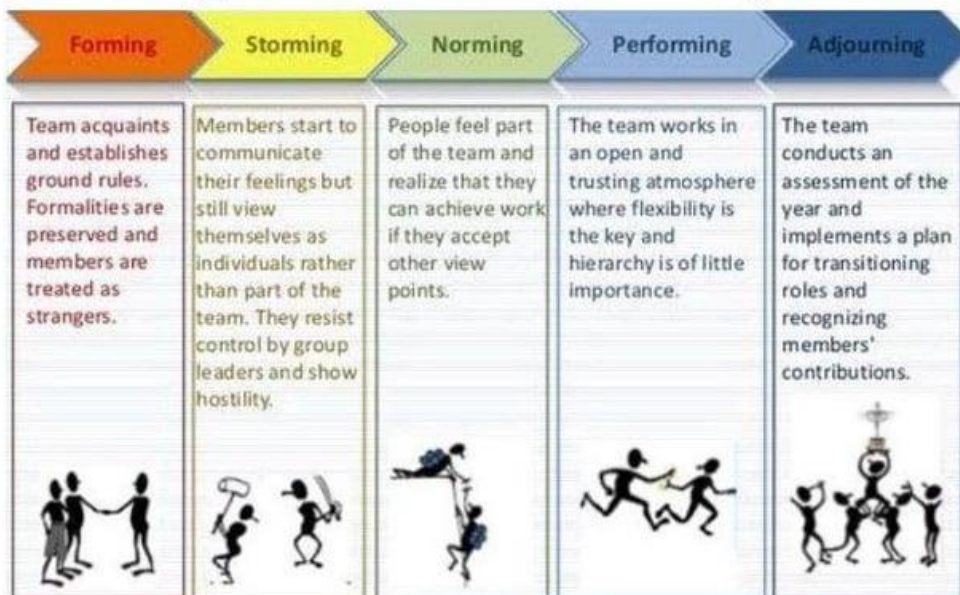 Forming
Storming
Norming
Performing
Adjourning
Team acquaints
and establishes
ground rules.
Formalities are
preserved and
members are
treated as
strangers.
Members start to
communicate
their feelings but
still view
themselves as
individuals rather
than part of the
team. They resist
control by group
leaders and show
hostility.
People feel part
of the team and
realize that they
can achieve work
if they accept
other view
points.
The team works in
an open and
trusting atmosphere
where flexibility is
the key and
hierarchy is of little
importance.
The team
conducts an
assessment of the
year and
implements a plan
for transitioning
roles and
recognizing
members'
contributions.